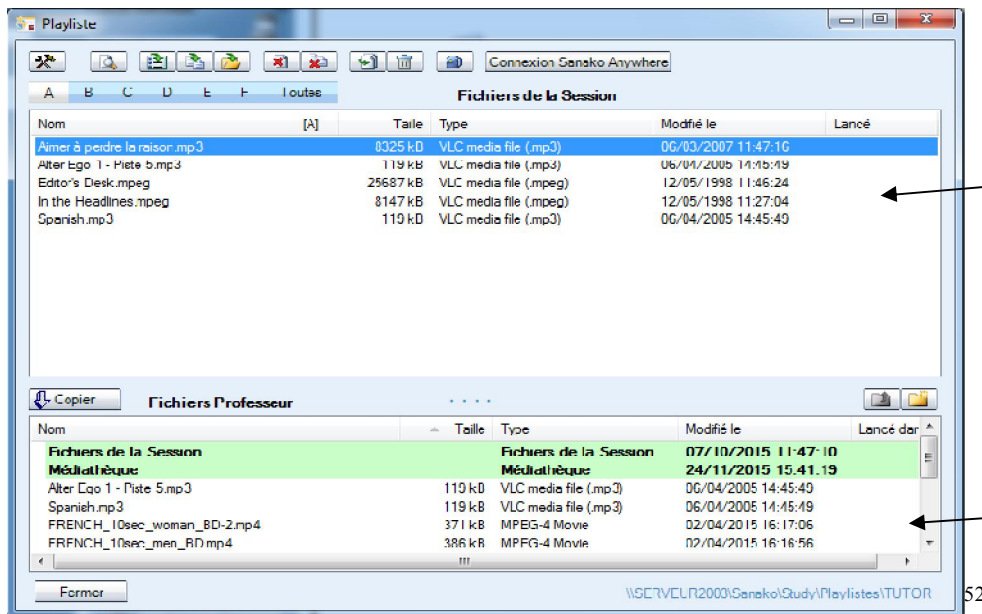 Playliste
Connexion Sanako Anywhere
A B C D E F Toutes
Fichiers de la Session
Nom [A] Taille Type Modifié le Lancé
Aimer à perdre la raison.mp3 8325 kB VLC media file (.mp3) 06/03/2007 11:47:16
Alter Ego 1 - Piste 5.mp3 119 kB VLC media file (.mp3) 06/04/2005 14:45:49
Editor's Desk.mpeg 25687 kB VLC media file (.mpeg) 12/05/1998 11:46:24
In the Headlines.mpeg 8147 kB VLC media file (.mpeg) 12/05/1998 11:27:04
Spanish.mp3 119 kB VLC media file (.mp3) 06/04/2005 14:45:49
Copier Fichiers Professeur
Nom Taille Type Modifié le Lancé dar
Fichiers de la Session Fichiers de la Session 07/10/2015 11:47:10
Médiathèque Médiathèque 24/11/2015 15:41:19
Alter Ego 1 - Piste 5.mp3 119 kB VLC media file (.mp3) 06/04/2005 14:45:49
Spanish.mp3 119 kB VLC media file (.mp3) 06/04/2005 14:45:49
FRENCH_10sec_woman_BD-2.mp4 371 kB MPEG-4 Movie 02/04/2015 16:17:06
FRENCH_10sec_men_BD.mp4 386 kB MPEG-4 Movie 02/04/2015 16:16:56
Fermer \\SERVEUR2003\Sanako\Study\Playlistes\TUTOR
52